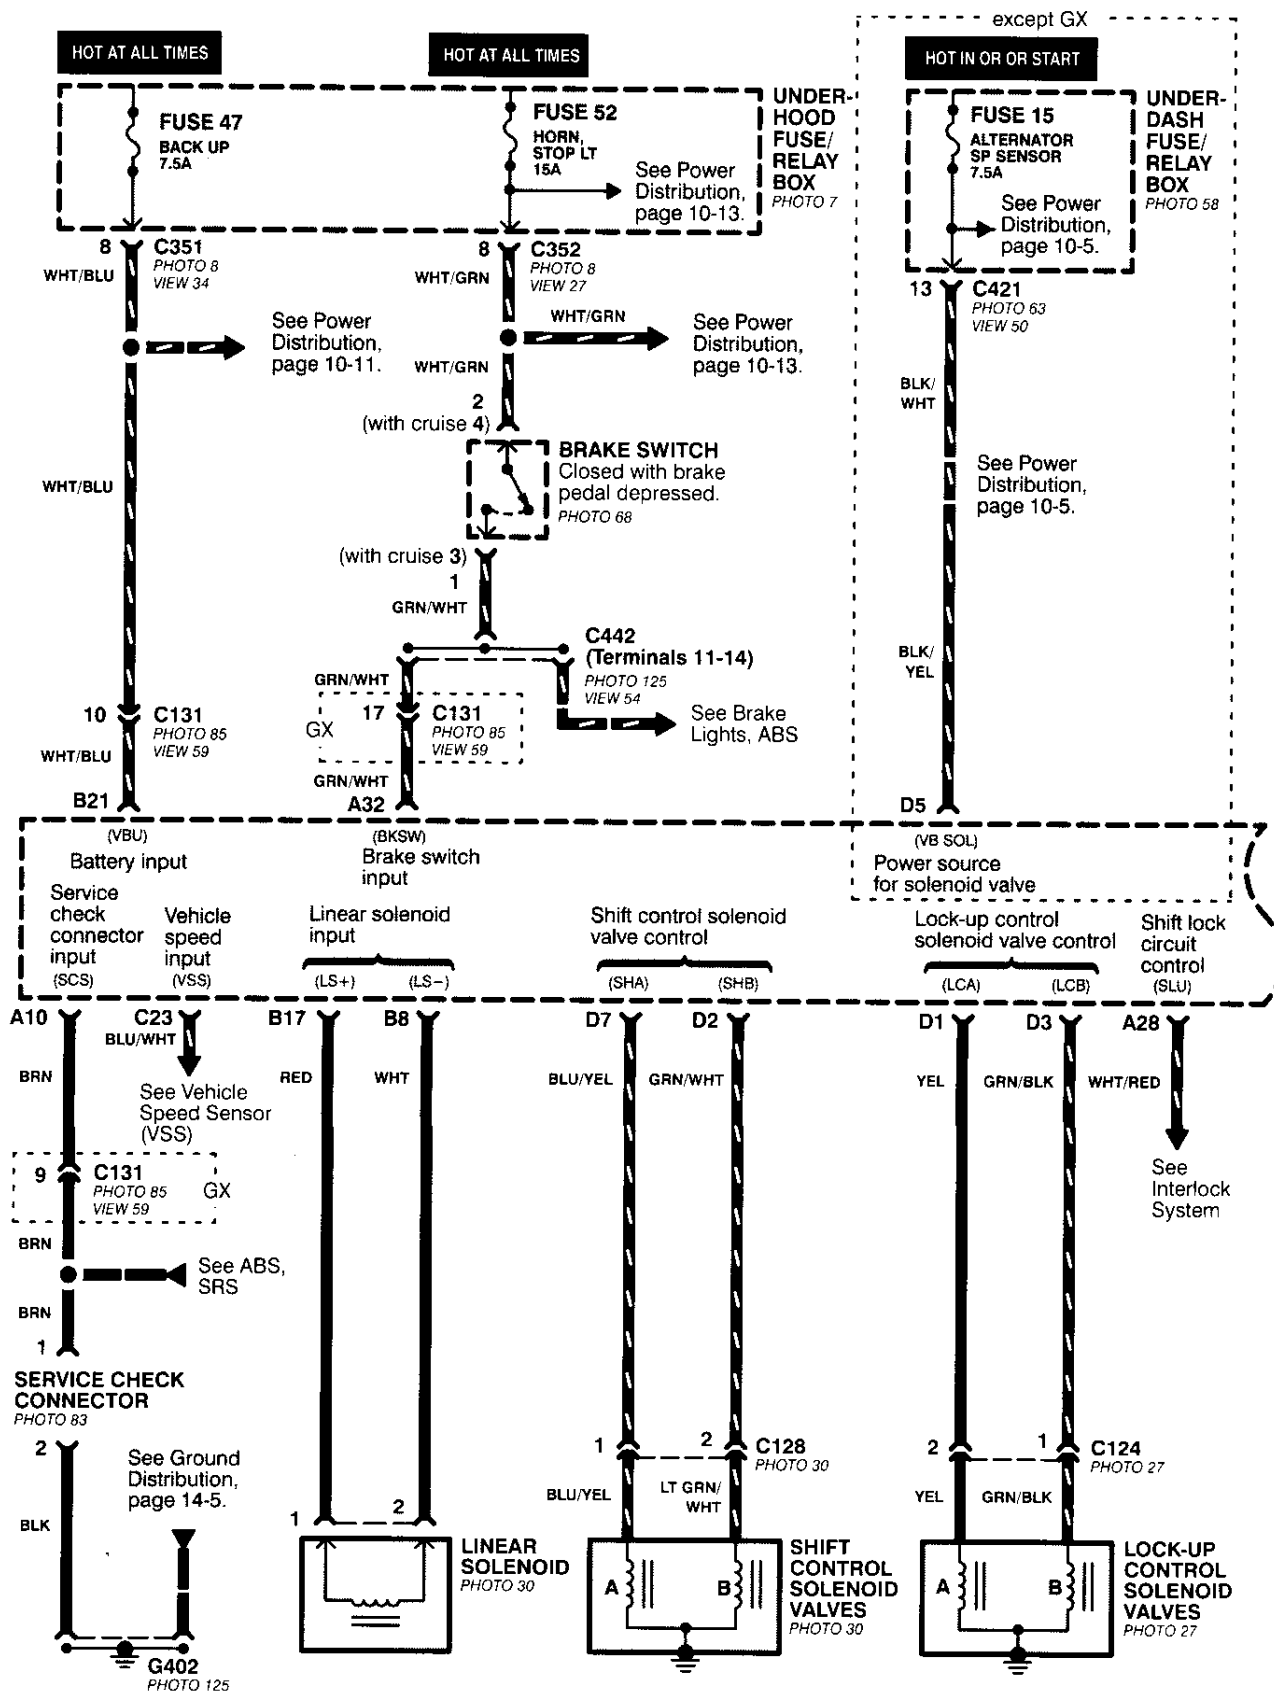 except GX
HOT AT ALL TIMES
HOT AT ALL TIMES
HOT IN OR OR START
FUSE 47
BACK UP
7.5A
FUSE 52
HORN,
STOP LT
15A
See Power
Distribution,
page 10-13.
UNDER-
HOOD
FUSE/
RELAY
BOX
PHOTO 7
FUSE 15
ALTERNATOR
SP SENSOR
7.5A
See Power
Distribution,
page 10-5.
UNDER-
DASH
FUSE/
RELAY
BOX
PHOTO 58
8
C351
PHOTO 8
VIEW 34
WHT/BLU
8
C352
PHOTO 8
VIEW 27
WHT/GRN
13
C421
PHOTO 63
VIEW 50
See Power
Distribution,
page 10-11.
WHT/GRN
WHT/GRN
See Power
Distribution,
page 10-13.
BLK/
WHT
2
(with cruise 4)
BRAKE SWITCH
Closed with brake
pedal depressed.
PHOTO 68
See Power
Distribution,
page 10-5.
WHT/BLU
(with cruise 3)
1
GRN/WHT
C442
(Terminals 11-14)
PHOTO 125
VIEW 54
BLK/
YEL
GRN/WHT
10
C131
PHOTO 85
VIEW 59
GX
17
C131
PHOTO 85
VIEW 59
See Brake
Lights, ABS
WHT/BLU
GRN/WHT
B21
A32
D5
(VBU)
Battery input
(BKSW)
Brake switch
input
(VB SOL)
Power source
for solenoid valve
Service
check
connector
input
(SCS)
Vehicle
speed
input
(VSS)
Linear solenoid
input
(LS+)
(LS-)
Shift control solenoid
valve control
(SHA)
(SHB)
Lock-up control
solenoid valve control
(LCA)
(LCB)
Shift lock
circuit
control
(SLU)
A10
C23
B17
B8
D7
D2
D1
D3
A28
BLU/WHT
BRN
RED
WHT
BLU/YEL
GRN/WHT
YEL
GRN/BLK
WHT/RED
See Vehicle
Speed Sensor
(VSS)
9
C131
PHOTO 85
VIEW 59
GX
See
Interlock
System
BRN
See ABS,
SRS
BRN
1
SERVICE CHECK
CONNECTOR
PHOTO 83
2
See Ground
Distribution,
page 14-5.
BLK
1
2
C128
PHOTO 30
2
1
C124
PHOTO 27
BLU/YEL
LT GRN/
WHT
YEL
GRN/BLK
1
2
LINEAR
SOLENOID
PHOTO 30
A
B
SHIFT
CONTROL
SOLENOID
VALVES
PHOTO 30
A
B
LOCK-UP
CONTROL
SOLENOID
VALVES
PHOTO 27
G402
PHOTO 125